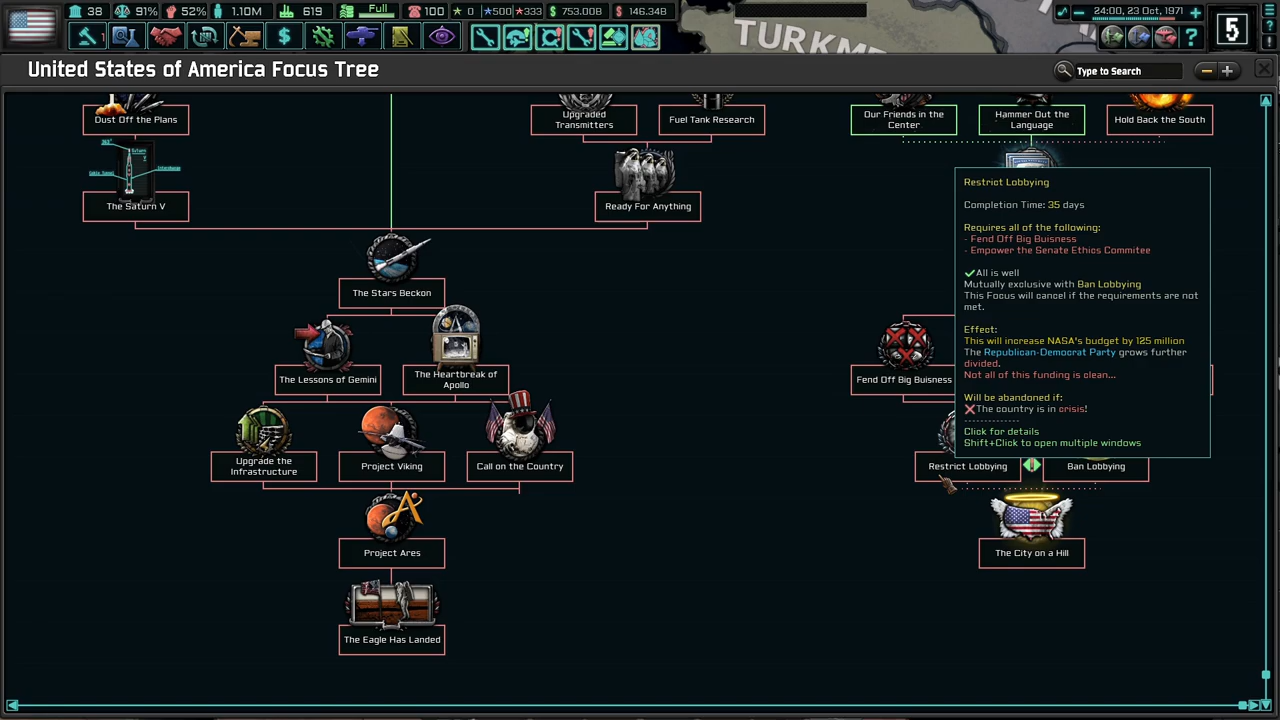 38 91% 52% 1.10M 619 Full 100 0 *500 *333 $ 753.00B $ 146.34B
24:00, 23 Oct, 1971
5
TURKME
United States of America Focus Tree
Type to Search
Dust Off the Plans
Upgraded
Transmitters
Fuel Tank Research
Our Friends in the
Center
Hammer Out the
Language
Hold Back the South
The Saturn V
Ready For Anything
The Stars Beckon
The Lessons of Gemini
The Heartbreak of
Apollo
Fend Off Big Buisness
Upgrade the
Infrastructure
Project Viking
Call on the Country
Restrict Lobbying
Ban Lobbying
Project Ares
The City on a Hill
The Eagle Has Landed
Restrict Lobbying
Completion Time: 35 days
Requires all of the following:
- Fend Off Big Buisness
- Empower the Senate Ethics Commitee
All is well
Mutually exclusive with Ban Lobbying
This Focus will cancel if the requirements are not
met.
Effect:
This will increase NASA's budget by 125 million
The Republican-Democrat Party grows further
divided.
Not all of this funding is clean...
Will be abandoned if:
The country is in crisis!
--------------
Click for details
Shift+Click to open multiple windows